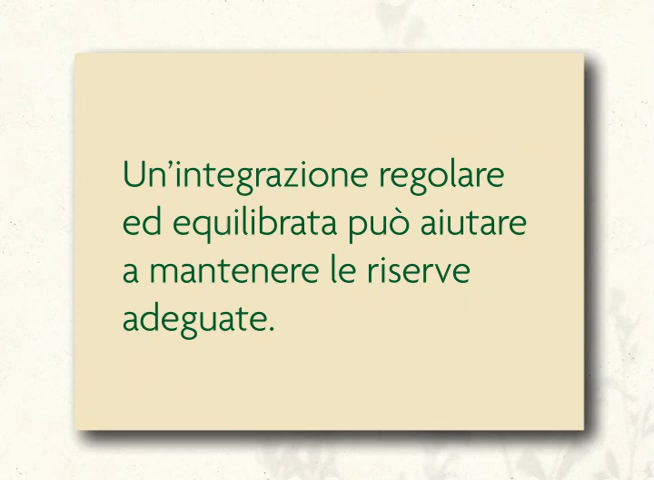 Un’integrazione regolare
ed equilibrata può aiutare
a mantenere le riserve
adeguate.